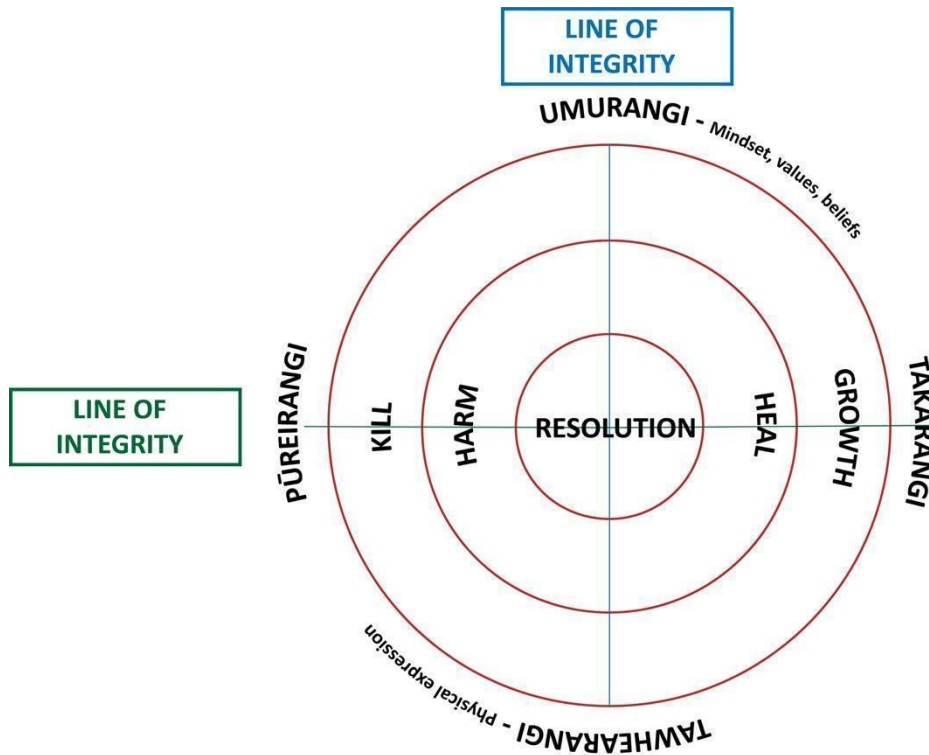 LINE OF
INTEGRITY
UMURANGI - Mindset, values, beliefs
PŪREIRANGI
LINE OF
INTEGRITY
KILL
HARM
RESOLUTION
HEAL
GROWTH
TAKARANGI
TAWHEARANGI - Physical expression